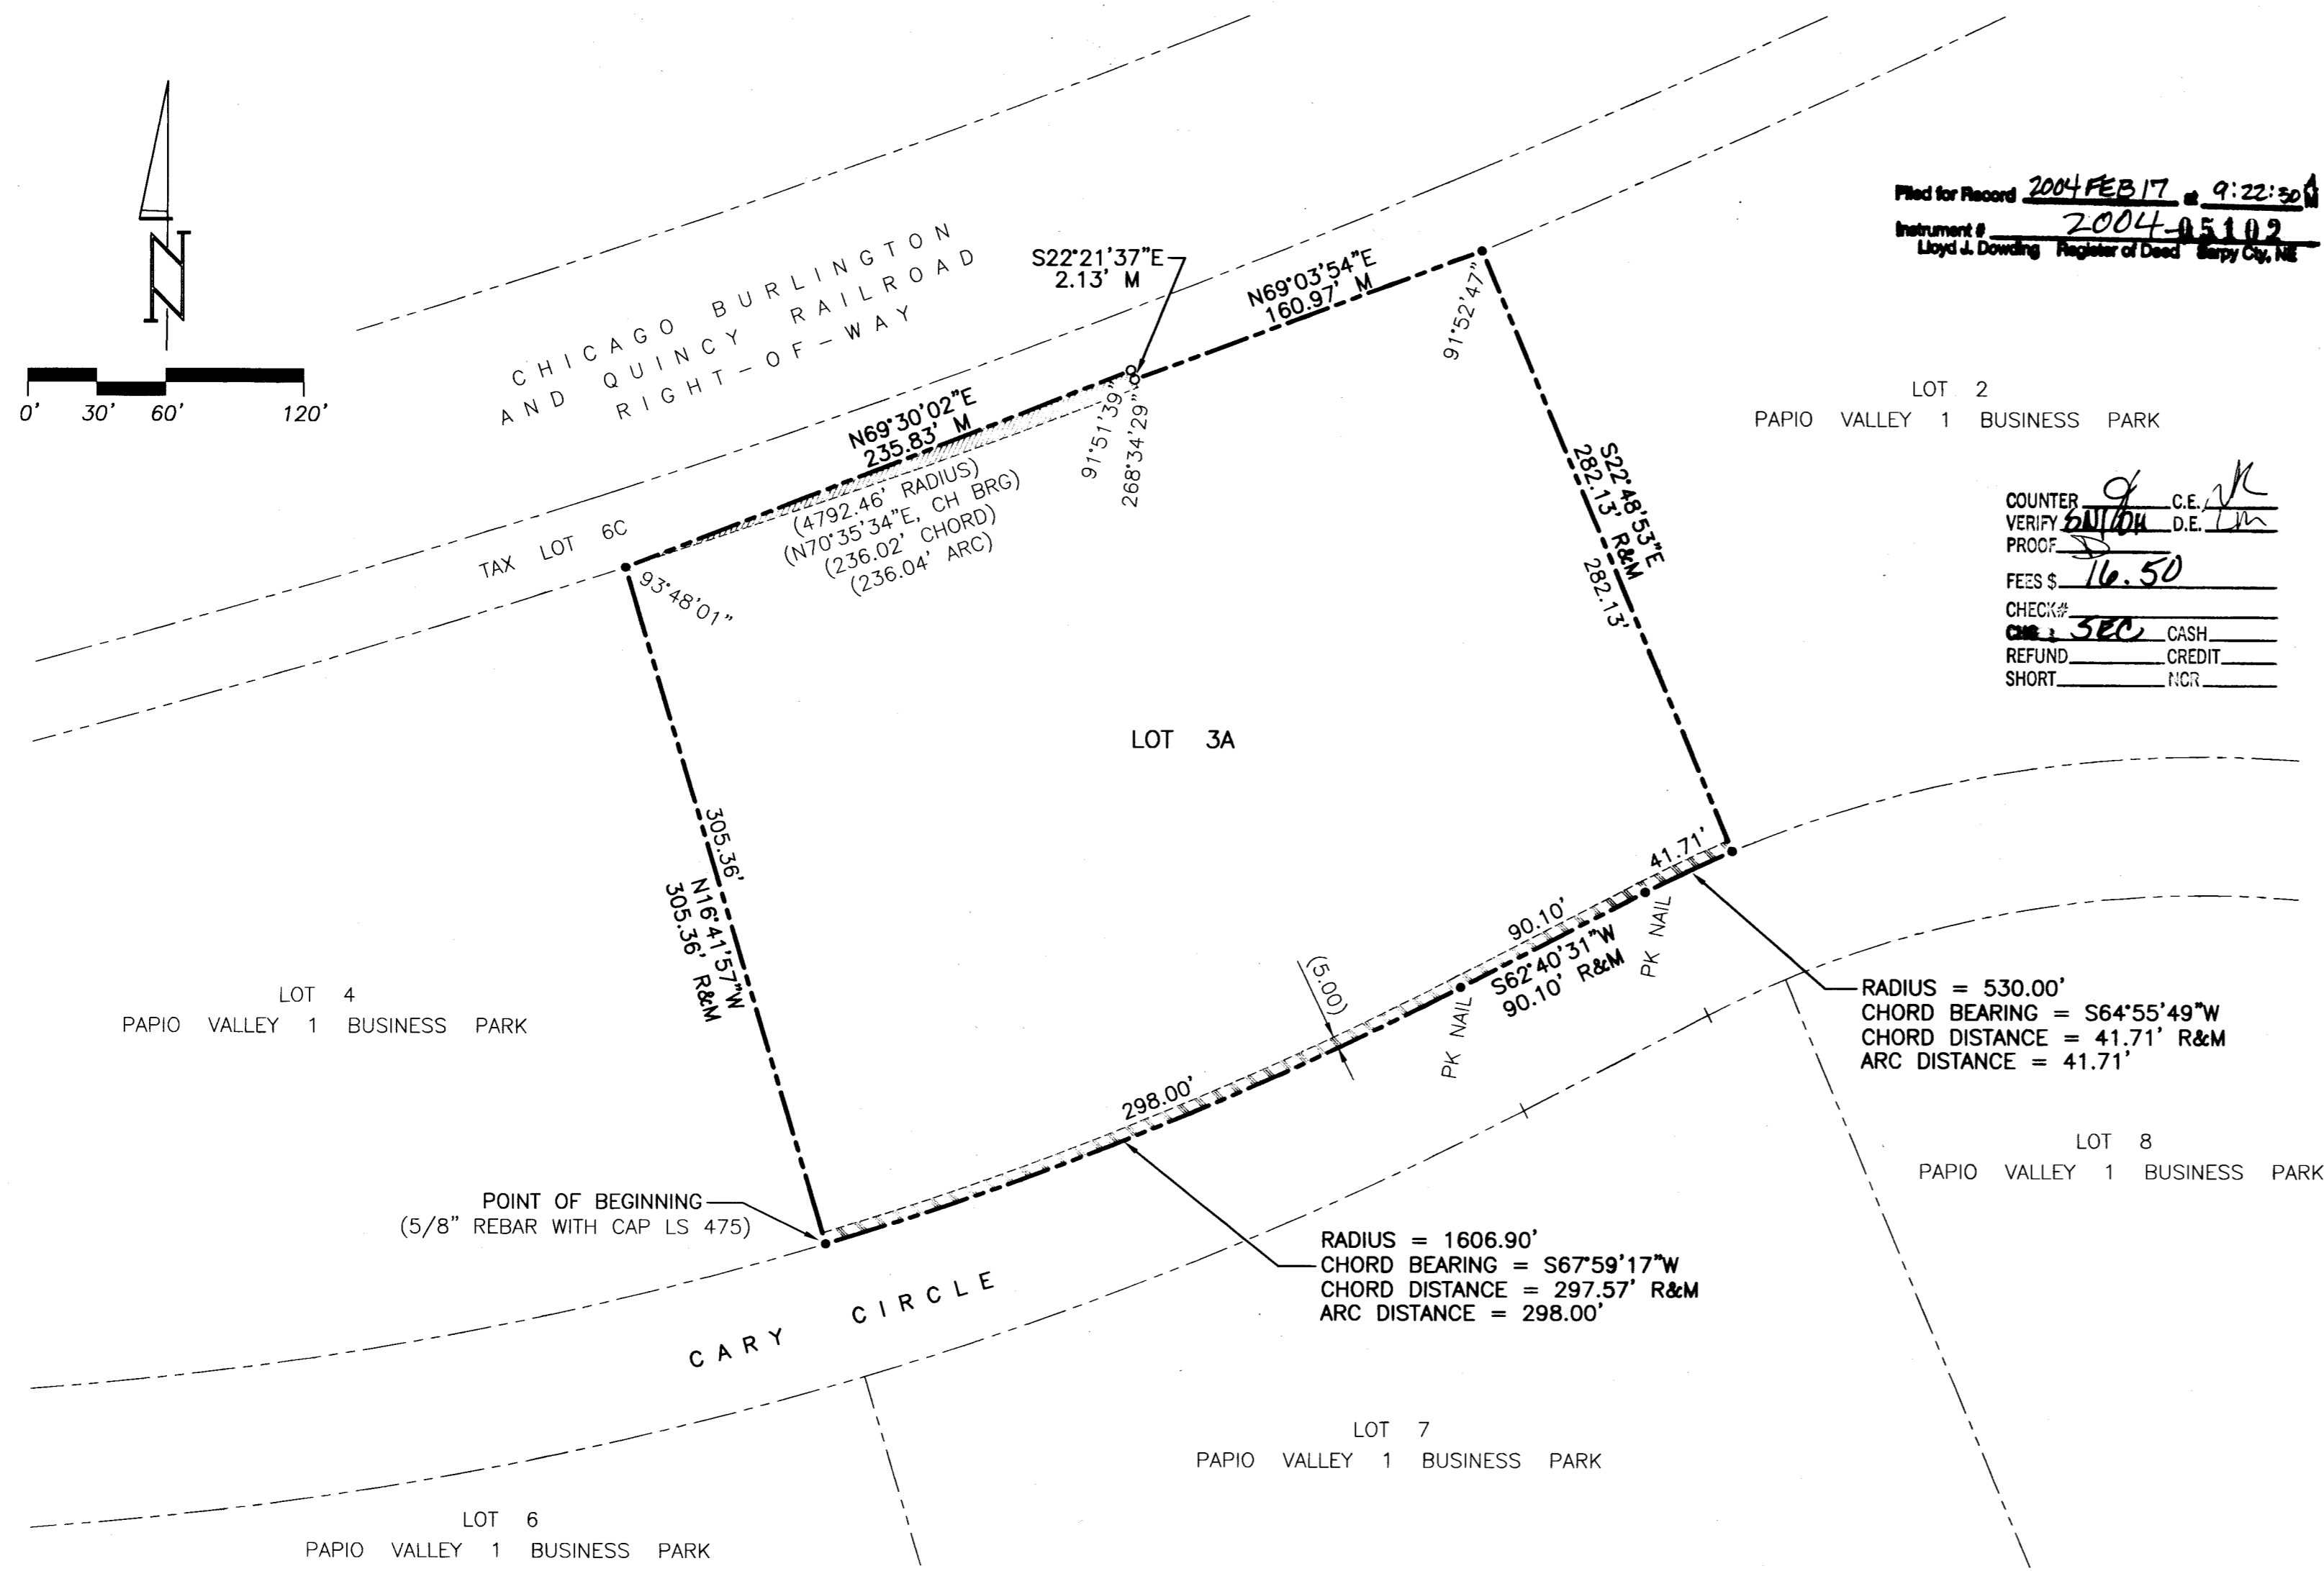 N
0' 30' 60' 120'
CHICAGO BURLINGTON
AND QUINCY RAILROAD
RIGHT-OF-WAY
S22°21'37"E
2.13' M
N69°03'54"E
160.97' M
91°52'47"
Filed for Record 2004 FEB 17 at 9:22:50 A M
Instrument # 2004-05102
Lloyd J. Dowding Register of Deed Sarpy Cty, NE
LOT 2
PAPIO VALLEY 1 BUSINESS PARK
N69°30'02"E
235.83' M
(4792.46' RADIUS)
(N70°35'34"E, CH BRG)
(236.02' CHORD)
(236.04' ARC)
91°51'39"
268°34'29"
S22°48'53"E
282.13' R&M
282.13'
COUNTER C.E.
VERIFY D.E.
PROOF D
FEES $ 16.50
CHECK#
CHG: SEC CASH
REFUND CREDIT
SHORT NCR
TAX LOT 6C
93°48'01"
LOT 3A
305.36'
N16°41'57"W
305.36' R&M
41.71'
90.10'
S62°40'31"W
90.10' R&M
PK NAIL
PK NAIL
(5.00)
298.00'
LOT 4
PAPIO VALLEY 1 BUSINESS PARK
RADIUS = 530.00'
CHORD BEARING = S64°55'49"W
CHORD DISTANCE = 41.71' R&M
ARC DISTANCE = 41.71'
LOT 8
PAPIO VALLEY 1 BUSINESS PARK
POINT OF BEGINNING
(5/8" REBAR WITH CAP LS 475)
RADIUS = 1606.90'
CHORD BEARING = S67°59'17"W
CHORD DISTANCE = 297.57' R&M
ARC DISTANCE = 298.00'
CARY CIRCLE
LOT 7
PAPIO VALLEY 1 BUSINESS PARK
LOT 6
PAPIO VALLEY 1 BUSINESS PARK